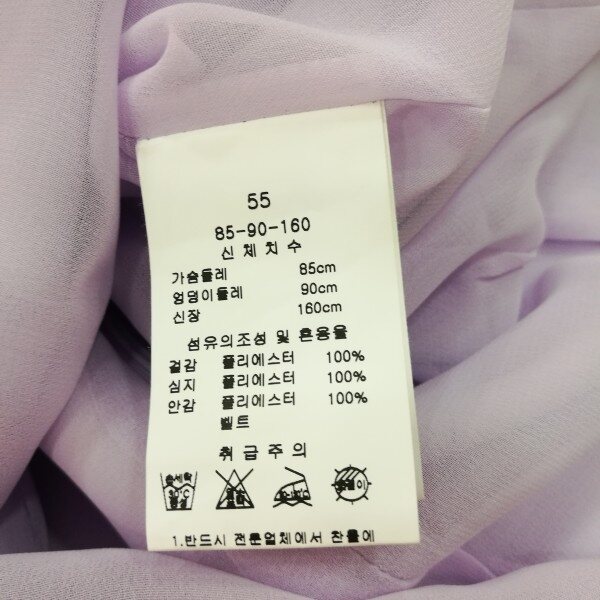 55
85-90-160
신체치수
가슴둘레 85cm
엉덩이둘레 90cm
신장 160cm
섬유의조성 및 혼용율
겉감 폴리에스터 100%
심지 폴리에스터 100%
안감 폴리에스터 100%
벨트
취급주의
1.반드시 전문업체에서 찬물에